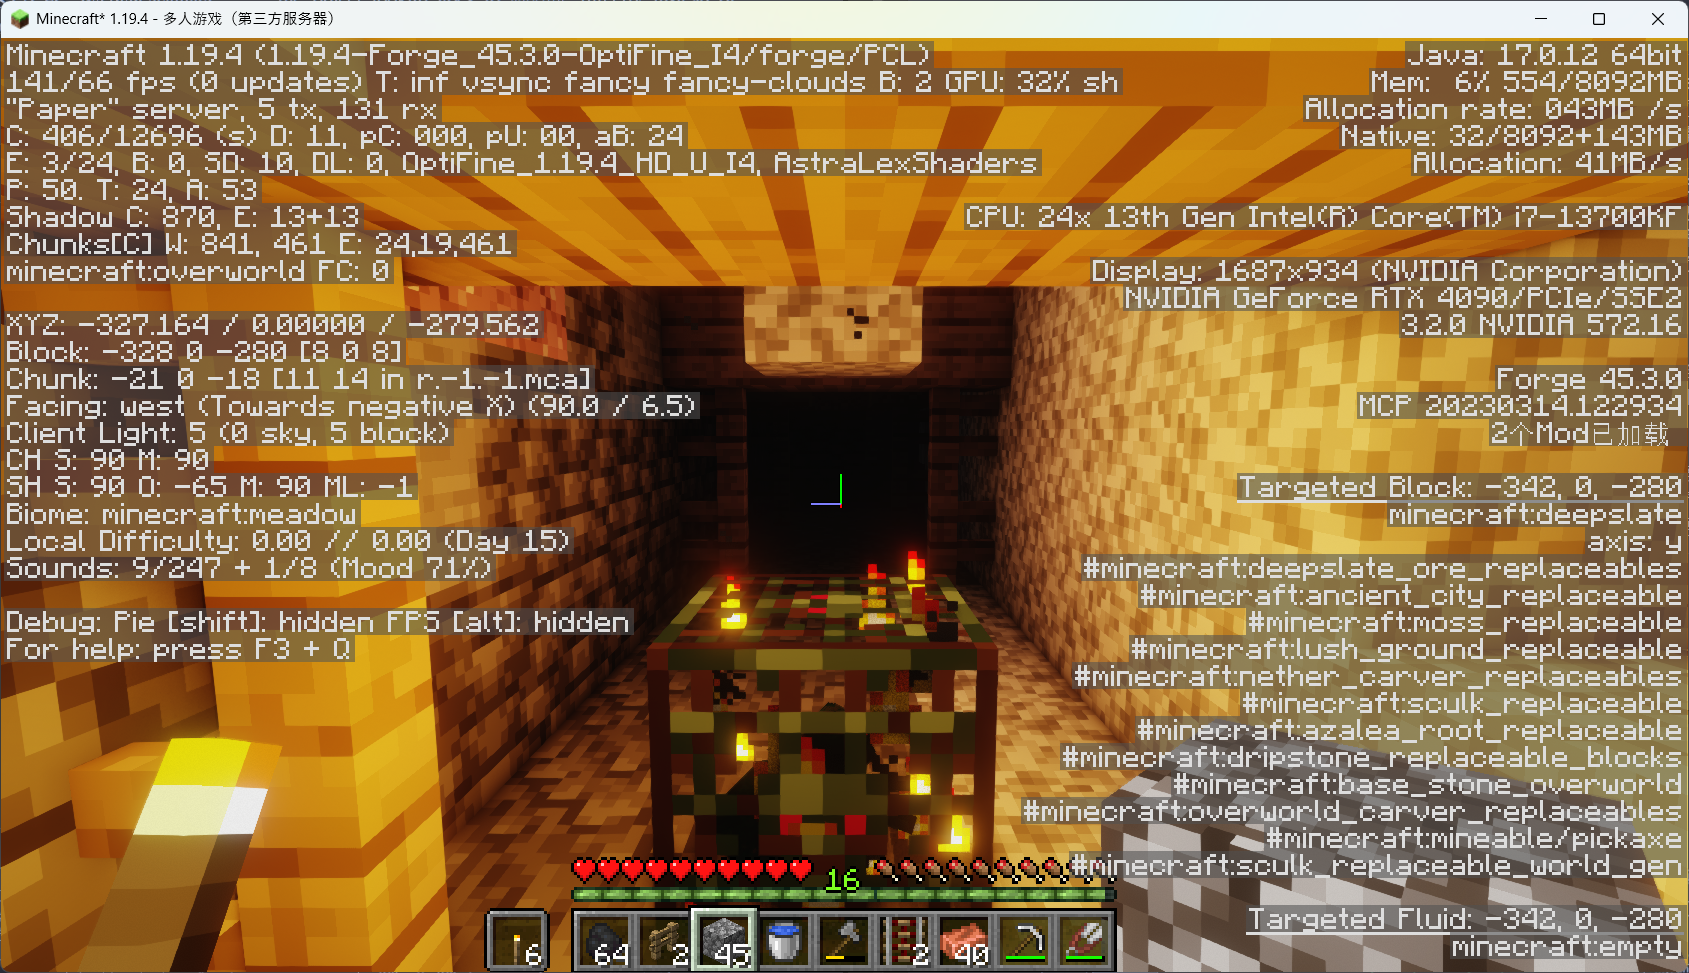 Minecraft* 1.19.4 - 多人游戏（第三方服务器）
Minecraft 1.19.4 (1.19.4-Forge_45.3.0-OptiFine_I4/forge/PCL)
141/66 fps (0 updates) T: inf vsync fancy fancy-clouds B: 2 GPU: 32% sh
"Paper" server, 5 tx, 131 rx
C: 406/12696 (s) D: 11, pC: 000, pU: 00, aB: 24
E: 3/24, B: 0, SD: 10, DL: 0, OptiFine_1.19.4_HD_U_I4, AstraLexShaders
P: 50. T: 24, A: 53
Shadow C: 870, E: 13+13
Chunks[C] W: 841, 461 E: 24,19,461
minecraft:overworld FC: 0
XYZ: -327.164 / 0.00000 / -279.562
Block: -328 0 -280 [8 0 8]
Chunk: -21 0 -18 [11 14 in r.-1.-1.mca]
Facing: west (Towards negative X) (90.0 / 6.5)
Client Light: 5 (0 sky, 5 block)
CH S: 90 M: 90
SH S: 90 O: -65 M: 90 ML: -1
Biome: minecraft:meadow
Local Difficulty: 0.00 // 0.00 (Day 15)
Sounds: 9/247 + 1/8 (Mood 71%)
Debug: Pie [shift]: hidden FPS [alt]: hidden
For help: press F3 + Q
Java: 17.0.12 64bit
Mem: 6% 554/8092MB
Allocation rate: 043MB /s
Native: 32/8092+143MB
Allocation: 41MB/s
CPU: 24x 13th Gen Intel(R) Core(TM) i7-13700KF
Display: 1687x934 (NVIDIA Corporation)
NVIDIA GeForce RTX 4090/PCIe/SSE2
3.2.0 NVIDIA 572.16
Forge 45.3.0
MCP 20230314.122934
2个Mod已加载
Targeted Block: -342, 0, -280
minecraft:deepslate
axis: y
#minecraft:deepslate_ore_replaceables
#minecraft:ancient_city_replaceable
#minecraft:moss_replaceable
#minecraft:lush_ground_replaceable
#minecraft:nether_carver_replaceables
#minecraft:sculk_replaceable
#minecraft:azalea_root_replaceable
#minecraft:dripstone_replaceable_blocks
#minecraft:base_stone_overworld
#minecraft:overworld_carver_replaceables
#minecraft:mineable/pickaxe
#minecraft:sculk_replaceable_world_gen
Targeted Fluid: -342, 0, -280
minecraft:empty
16
6 64 2 45 2 40